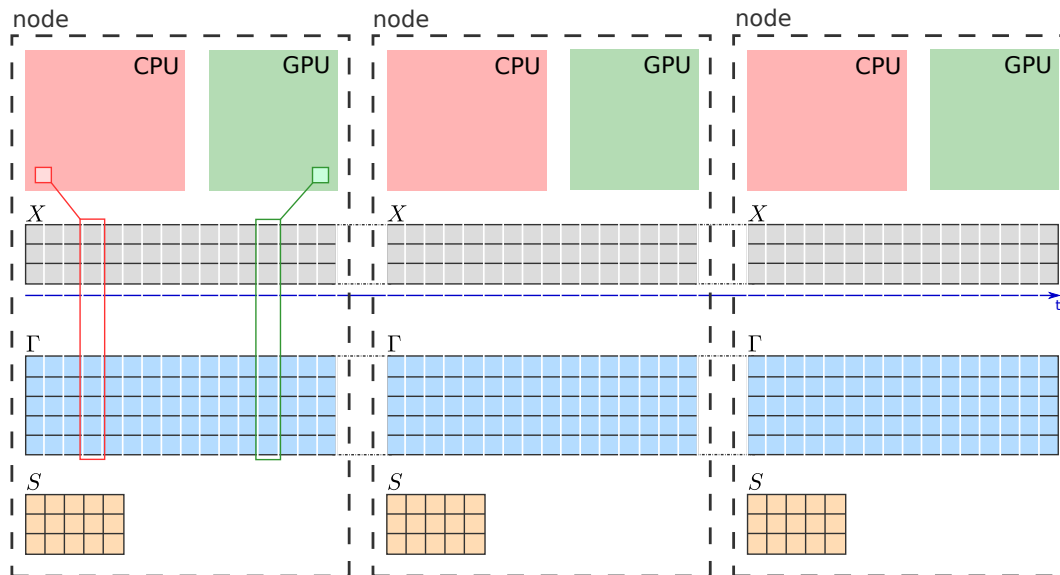 node node node
CPU GPU CPU GPU CPU GPU
X X X
t
Γ Γ Γ
S S S